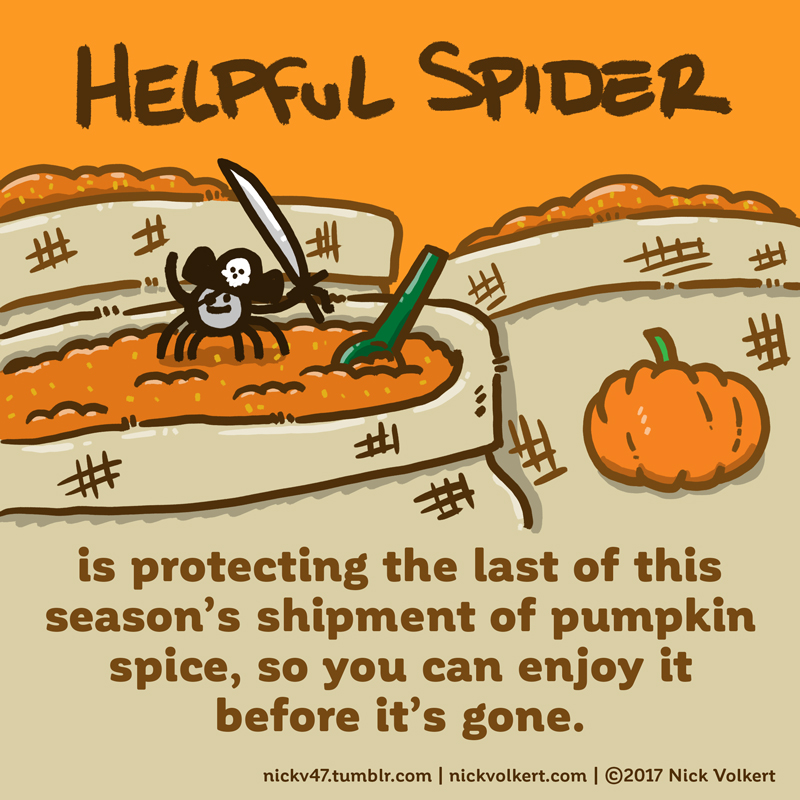 HELPFUL SPIDER
is protecting the last of this
season's shipment of pumpkin
spice, so you can enjoy it
before it's gone.
nickv47.tumblr.com | nickvolkert.com | ©2017 Nick Volkert